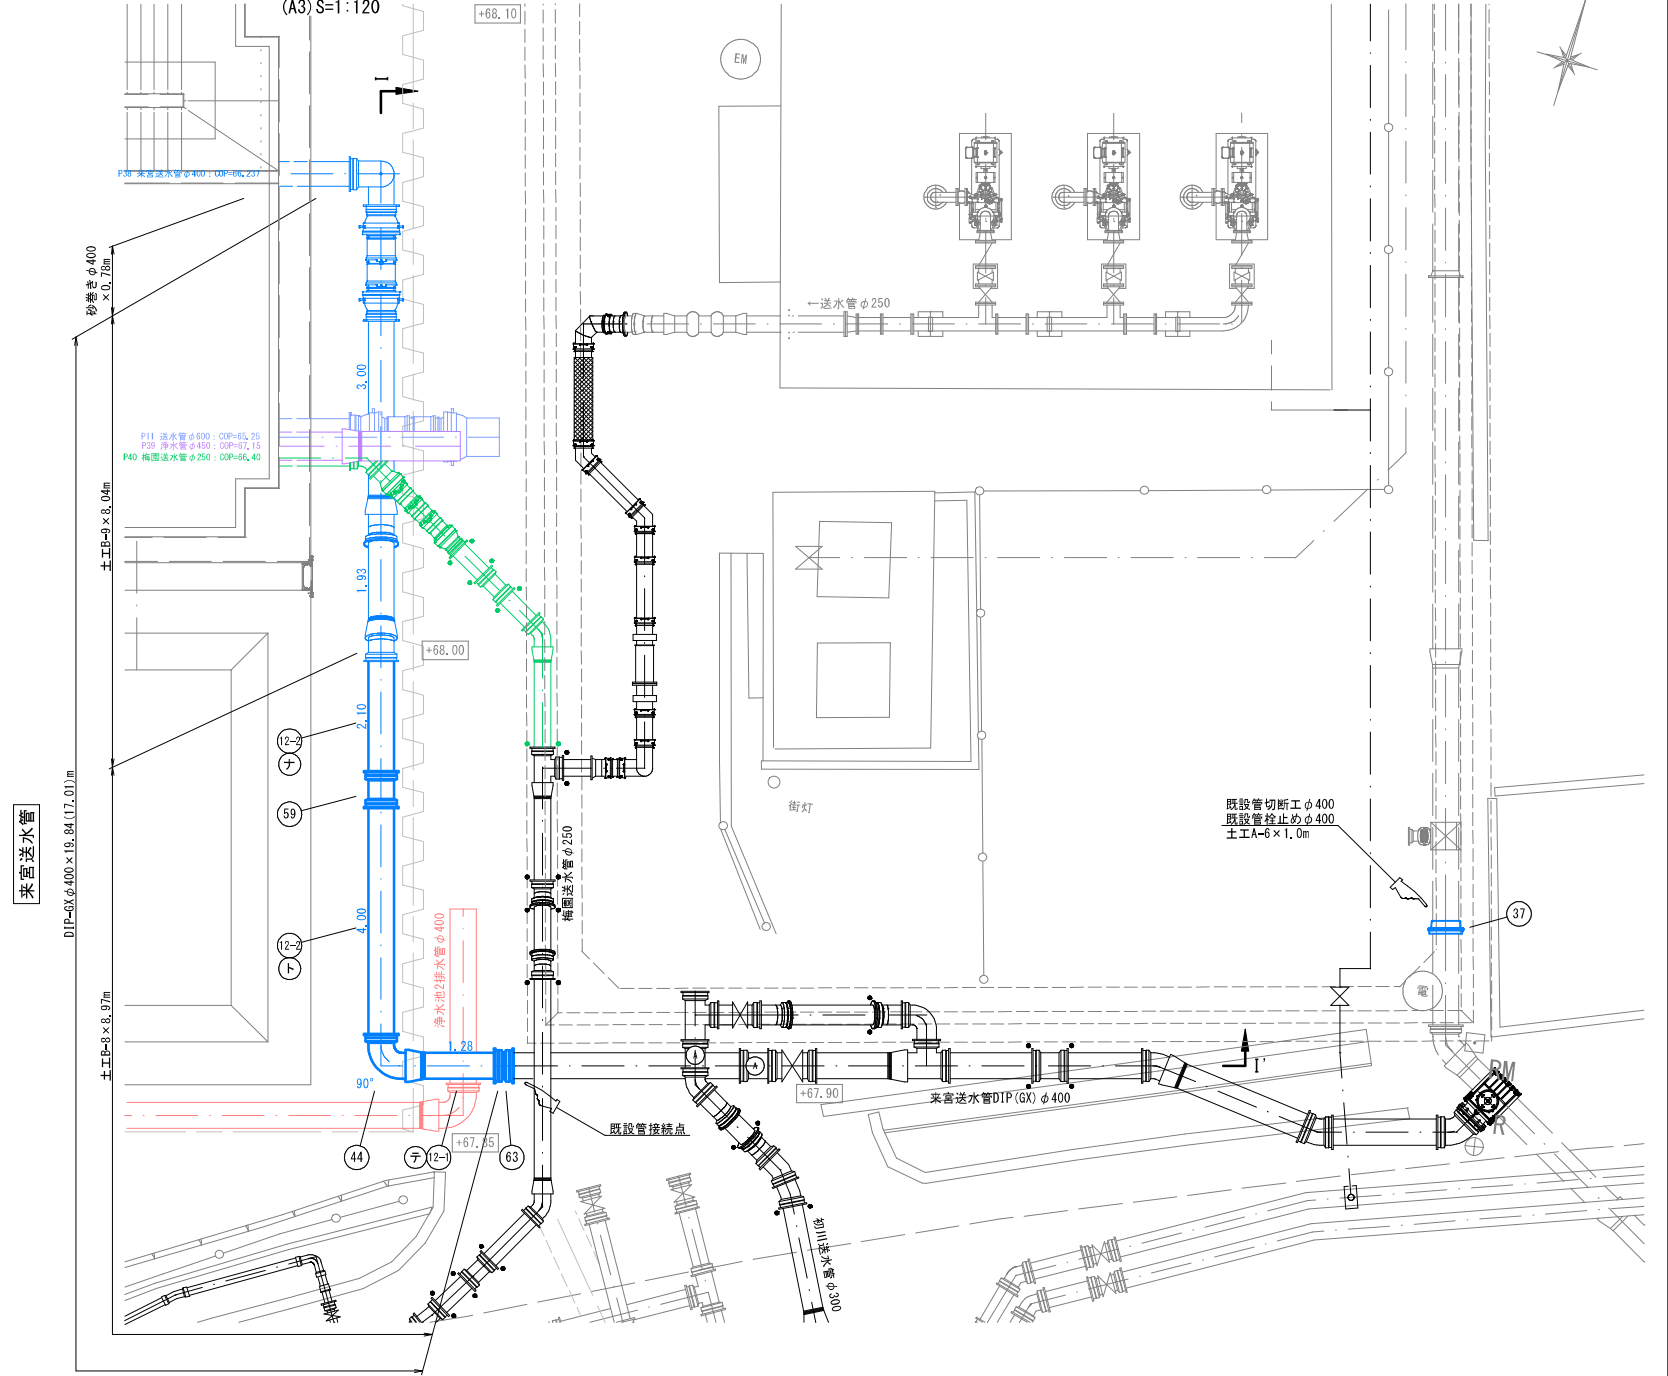 (A3) S=1:120
+68.10
EM
I
P38 来宮送水管φ400 : COP=66.237
砂巻きφ400
×0.78m
←送水管φ250
3.00
P11 送水管φ600 : COP=65.25
P39 浄水管φ450 : COP=67.15
P40 梅園送水管φ250 : COP=66.40
土工B-9×8.04m
1.93
+68.00
2.10
12-2
ナ
59
街灯
既設管切断工φ400
既設管栓止めφ400
土工A-6×1.0m
来宮送水管
DIP-GXφ400×19.84(17.01)m
梅園送水管φ250
4.00
12-2
ト
37
浄水池2排水管φ400
電
土工B-8×8.97m
1.28
90°
A
A
I'
+67.90
来宮送水管DIP(GX)φ400
BM
R
既設管接続点
+67.85
44
テ
12-1
63
初川送水管φ300